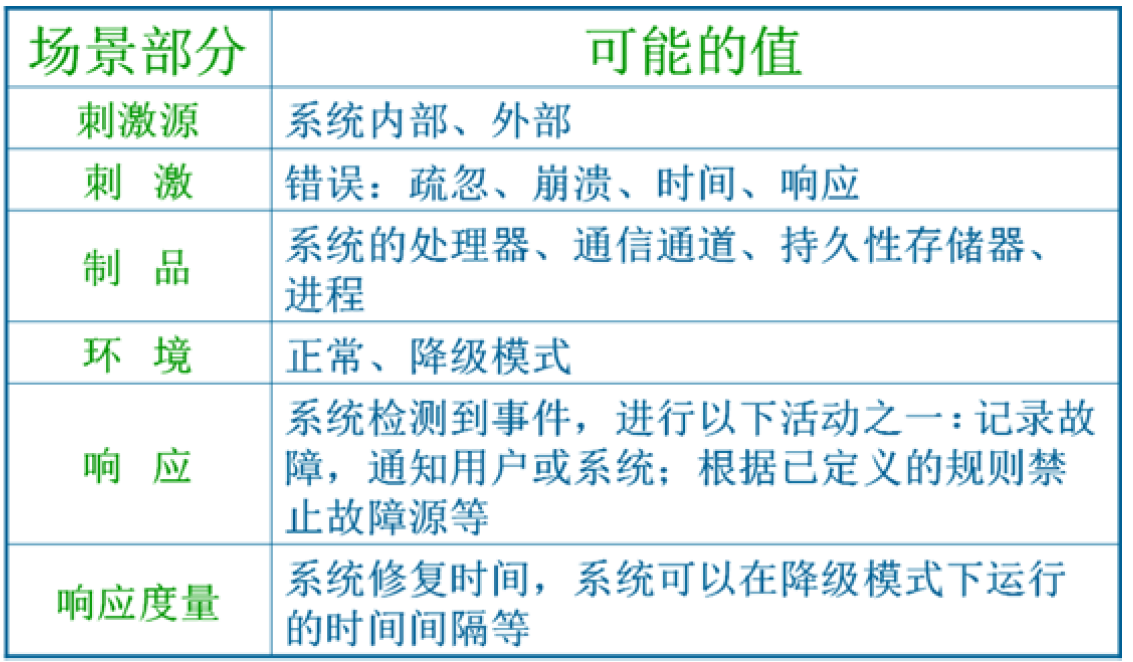 场景部分 可能的值
刺激源 系统内部、外部
刺 激 错误：疏忽、崩溃、时间、响应
制 品 系统的处理器、通信通道、持久性存储器、
进程
环 境 正常、降级模式
响 应 系统检测到事件，进行以下活动之一：记录故
障，通知用户或系统；根据已定义的规则禁
止故障源等
响应度量 系统修复时间，系统可以在降级模式下运行
的时间间隔等